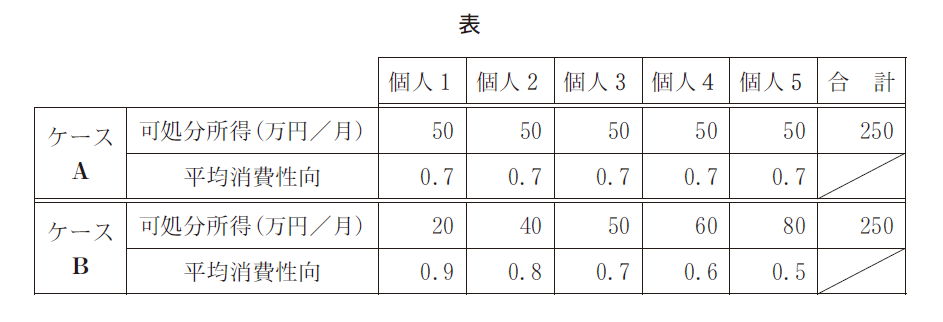 表
個人1 個人2 個人3 個人4 個人5 合 計
ケースA 可処分所得(万円/月) 50 50 50 50 50 250
平均消費性向 0.7 0.7 0.7 0.7 0.7
ケースB 可処分所得(万円/月) 20 40 50 60 80 250
平均消費性向 0.9 0.8 0.7 0.6 0.5